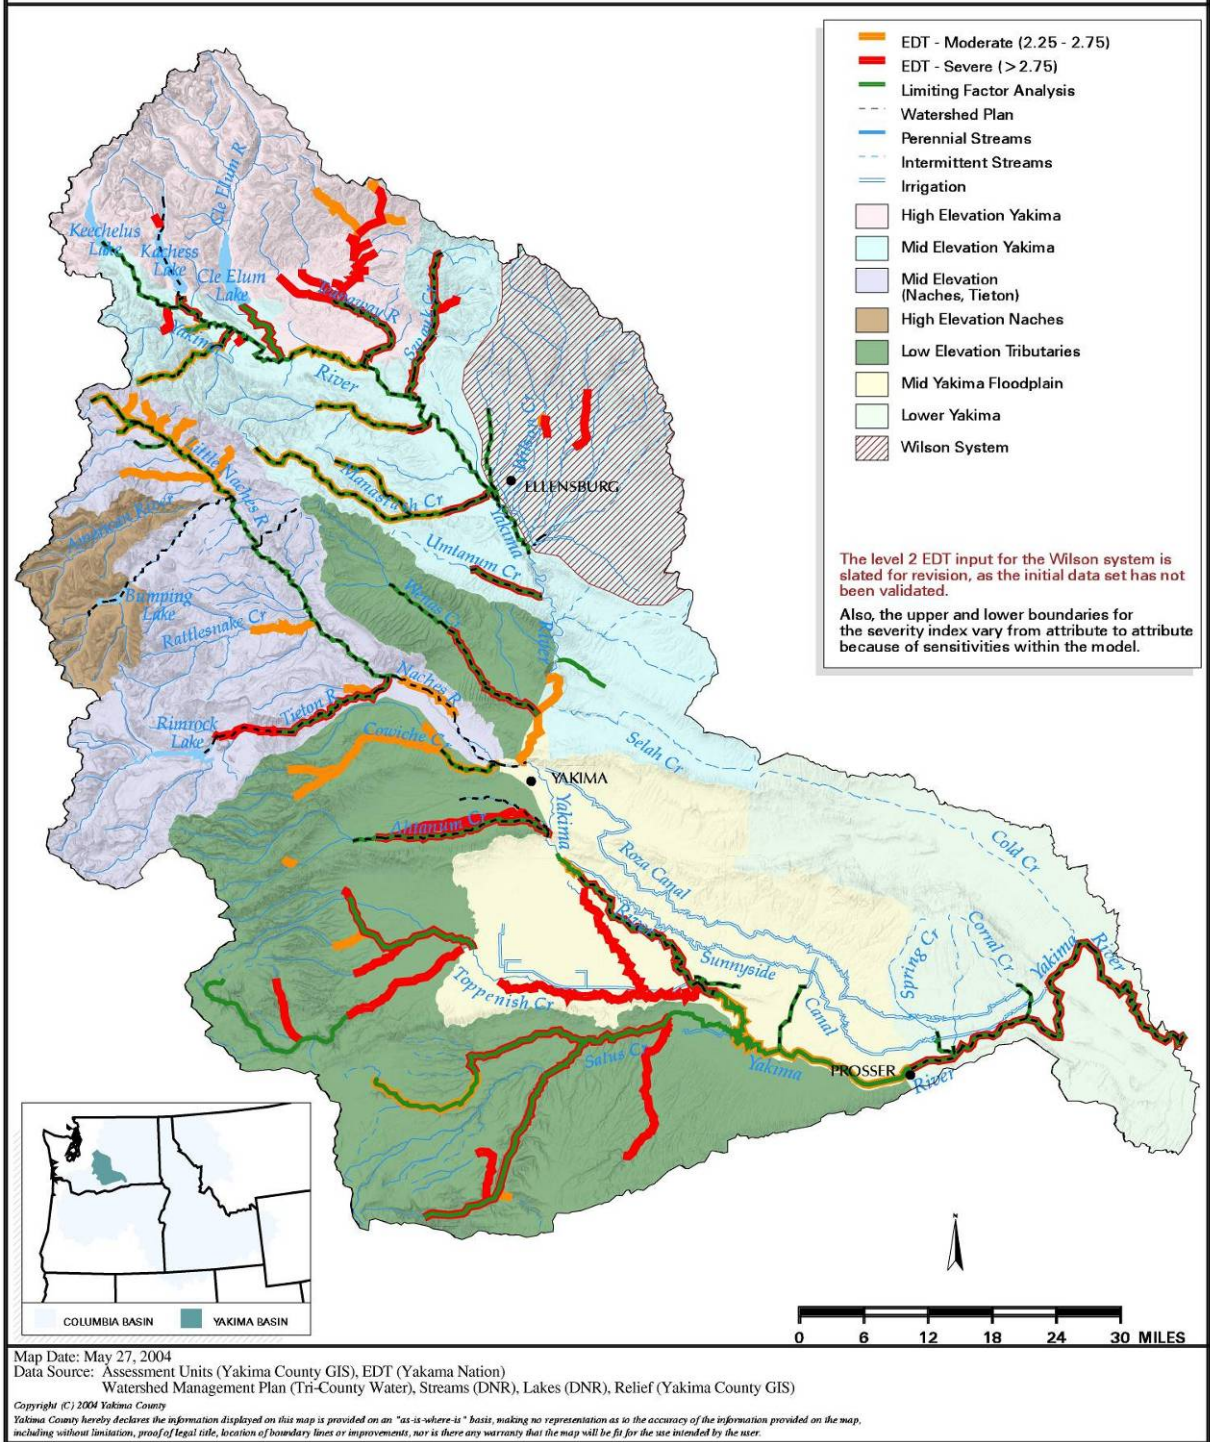 EDT - Moderate (2.25 - 2.75)
EDT - Severe (>2.75)
Limiting Factor Analysis
Watershed Plan
Perennial Streams
Intermittent Streams
Irrigation
High Elevation Yakima
Mid Elevation Yakima
Mid Elevation
(Naches, Tieton)
High Elevation Naches
Low Elevation Tributaries
Mid Yakima Floodplain
Lower Yakima
Wilson System
The level 2 EDT input for the Wilson system is
slated for revision, as the initial data set has not
been validated.
Also, the upper and lower boundaries for
the severity index vary from attribute to attribute
because of sensitivities within the model.
Cle Elum R
Keechelus
Lake
Kachess
Lake
Cle Elum
Lake
R
Swauk Cr
Yakima
River
Little Naches R
Wilson Cr
ELLENSBURG
Manastash Cr
Yakima
American River
Umtanum Cr
Bumping
Lake
Wenas Cr
Rattlesnake Cr
River
Naches R
Tieton R
Rimrock
Lake
Cowiche Cr
Selah Cr
YAKIMA
Yakima
Ahtanum Cr
Roza Canal
Cold Cr
River
Sunnyside
Canal
Spring Cr
Corral Cr
Yakima
River
Toppenish Cr
Satus Cr
Yakima
PROSSER
River
COLUMBIA BASIN
YAKIMA BASIN
N
0 6 12 18 24 30 MILES
Map Date: May 27, 2004
Data Source: Assessment Units (Yakima County GIS), EDT (Yakama Nation)
Watershed Management Plan (Tri-County Water), Streams (DNR), Lakes (DNR), Relief (Yakima County GIS)
Copyright (C) 2004 Yakima County
Yakima County hereby declares the information displayed on this map is provided on an "as-is-where-is" basis, making no representation as to the accuracy of the information provided on the map,
including without limitation, proof of legal title, location of boundary lines or improvements, nor is there any warranty that the map will be fit for the use intended by the user.